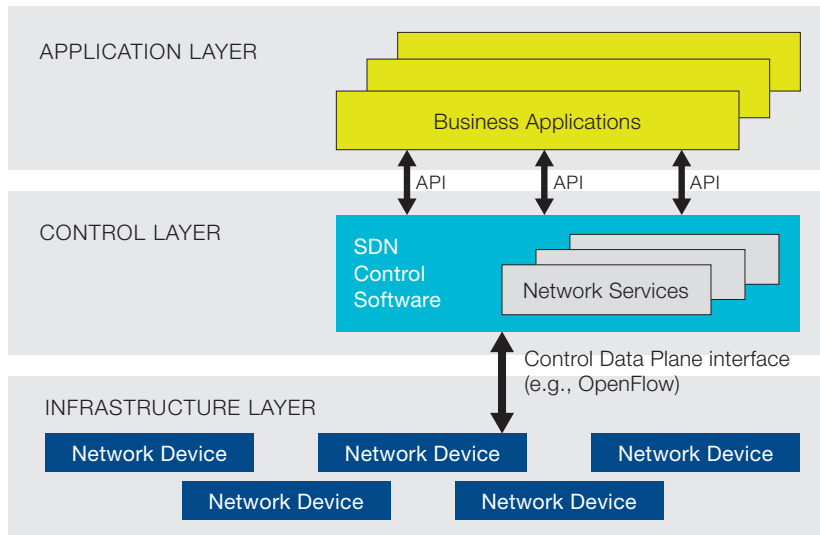 APPLICATION LAYER
Business Applications
API
API
API
CONTROL LAYER
SDN
Control
Software
Network Services
Control Data Plane interface
(e.g., OpenFlow)
INFRASTRUCTURE LAYER
Network Device
Network Device
Network Device
Network Device
Network Device